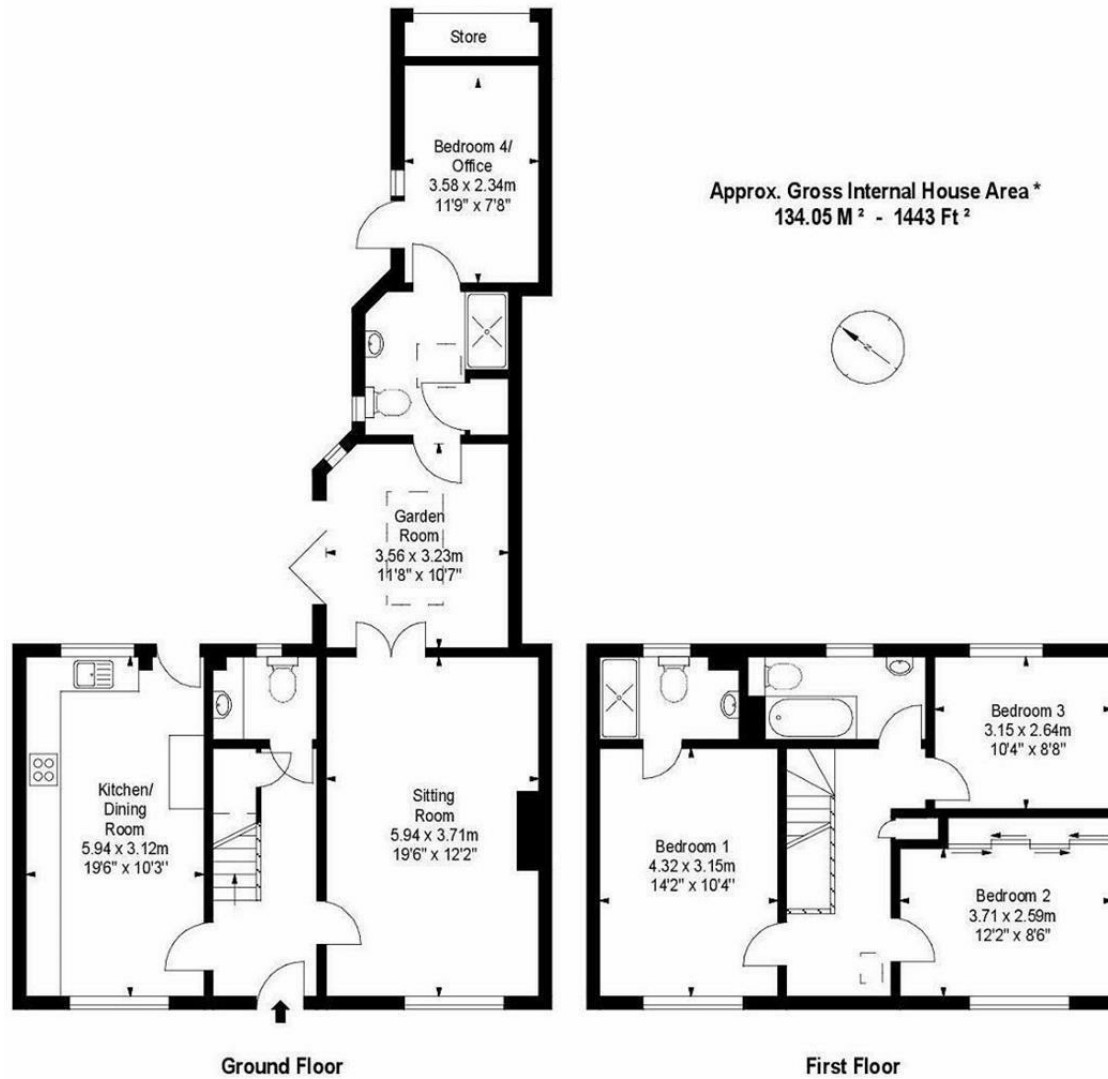 Store
Bedroom 4/
Office
3.58 x 2.34m
11'9" x 7'8"
Approx. Gross Internal House Area *
134.05 M ² - 1443 Ft ²
N
Garden
Room
3.56 x 3.23m
11'8" x 10'7"
Kitchen/
Dining
Room
5.94 x 3.12m
19'6" x 10'3"
Sitting
Room
5.94 x 3.71m
19'6" x 12'2"
Bedroom 1
4.32 x 3.15m
14'2" x 10'4"
Bedroom 3
3.15 x 2.64m
10'4" x 8'8"
Bedroom 2
3.71 x 2.59m
12'2" x 8'6"
Ground Floor
First Floor